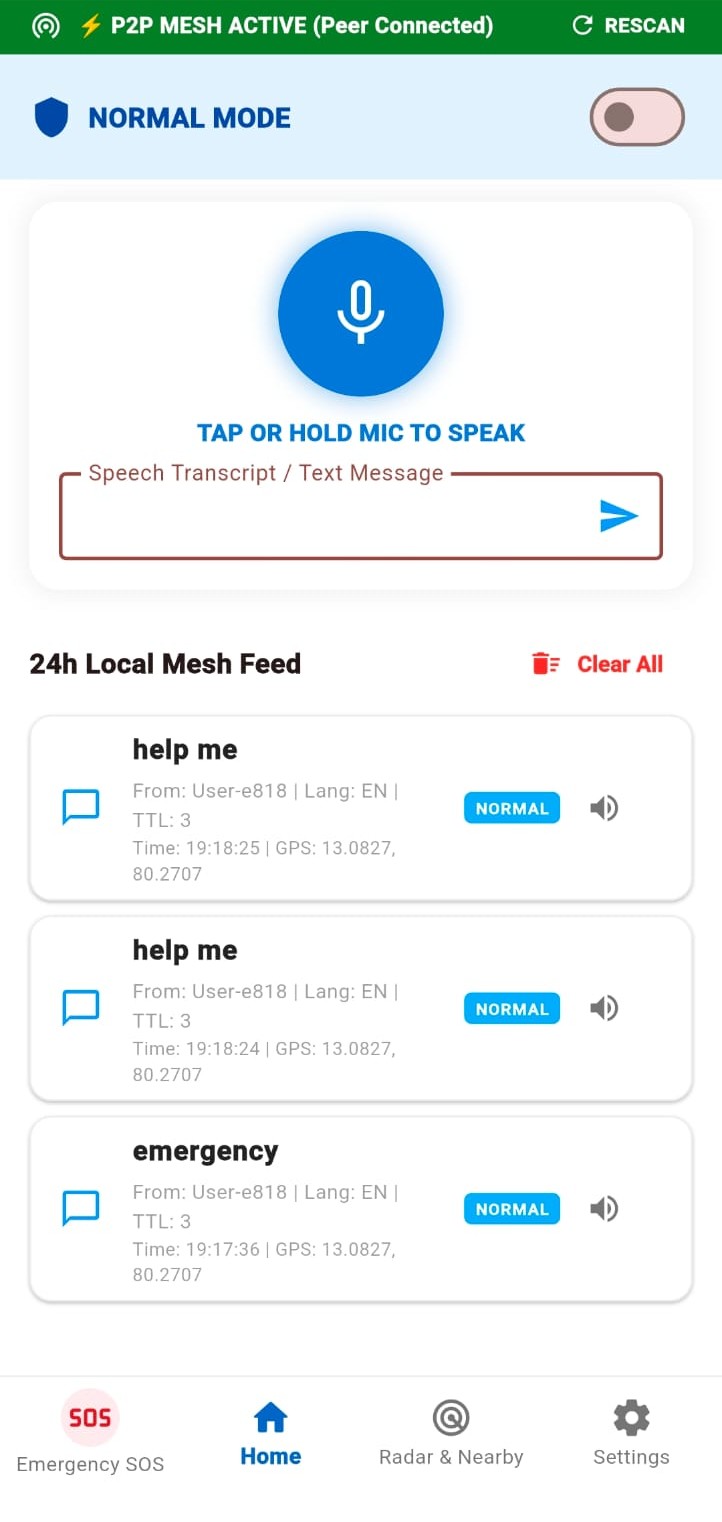 ⚡ P2P MESH ACTIVE (Peer Connected) RESCAN
NORMAL MODE
TAP OR HOLD MIC TO SPEAK
Speech Transcript / Text Message
24h Local Mesh Feed Clear All
help me
From: User-e818 | Lang: EN |
TTL: 3
Time: 19:18:25 | GPS: 13.0827,
80.2707
NORMAL
help me
From: User-e818 | Lang: EN |
TTL: 3
Time: 19:18:24 | GPS: 13.0827,
80.2707
NORMAL
emergency
From: User-e818 | Lang: EN |
TTL: 3
Time: 19:17:36 | GPS: 13.0827,
80.2707
NORMAL
SOS
Emergency SOS
Home
Radar & Nearby
Settings